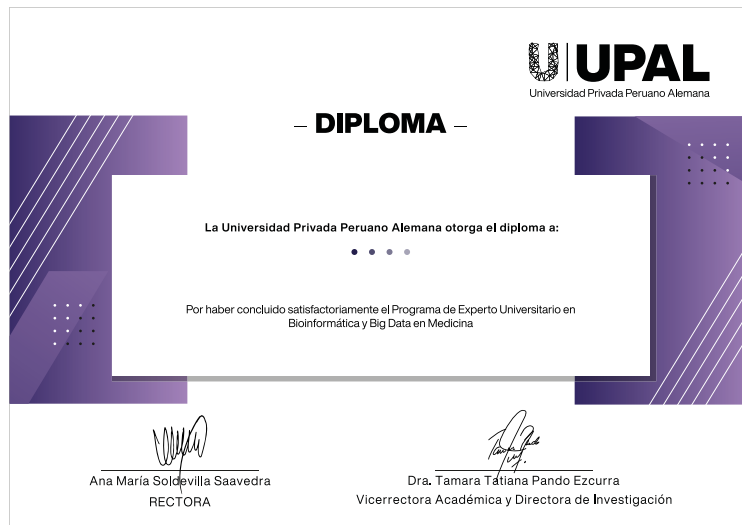 UPAL
Universidad Privada Peruano Alemana
– DIPLOMA –
La Universidad Privada Peruano Alemana otorga el diploma a:
Por haber concluido satisfactoriamente el Programa de Experto Universitario en
Bioinformática y Big Data en Medicina
Ana María Soldevilla Saavedra
RECTORA
Dra. Tamara Tatiana Pando Ezcurra
Vicerrectora Académica y Directora de Investigación